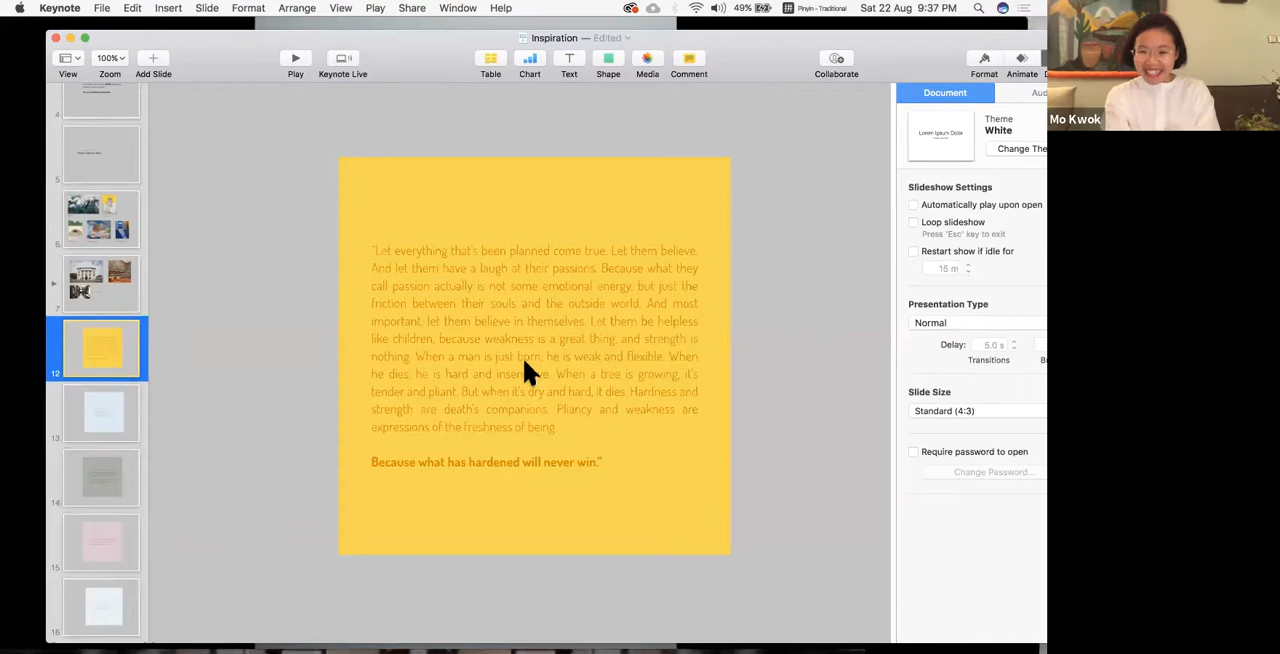 Keynote File Edit Insert Slide Format Arrange View Play Share Window Help 49% Pinyin - Traditional Sat 22 Aug 9:37 PM
Inspiration — Edited
100%
View Zoom Add Slide Play Keynote Live Table Chart Text Shape Media Comment Collaborate Format Animate
Document Au
Theme
White
Lorem Ipsum Dolor
Change The
Mo Kwok
Slideshow Settings
Automatically play upon open
Loop slideshow
Press 'Esc' key to exit
Restart show if idle for
15 m
Presentation Type
Normal
Delay: 5.0 s
Transitions
Slide Size
Standard (4:3)
Require password to open
Change Password...
4
5
6
7
12
13
14
15
16
"Let everything that's been planned come true. Let them believe.
And let them have a laugh at their passions. Because what they
call passion actually is not some emotional energy, but just the
friction between their souls and the outside world. And most
important, let them believe in themselves. Let them be helpless
like children, because weakness is a great thing, and strength is
nothing. When a man is just born, he is weak and flexible. When
he dies, he is hard and When a tree is growing, it's
tender and pliant. But when it's dry and hard, it dies. Hardness and
strength are death's companions. Pliancy and weakness are
expressions of the freshness of being.
Because what has hardened will never win."